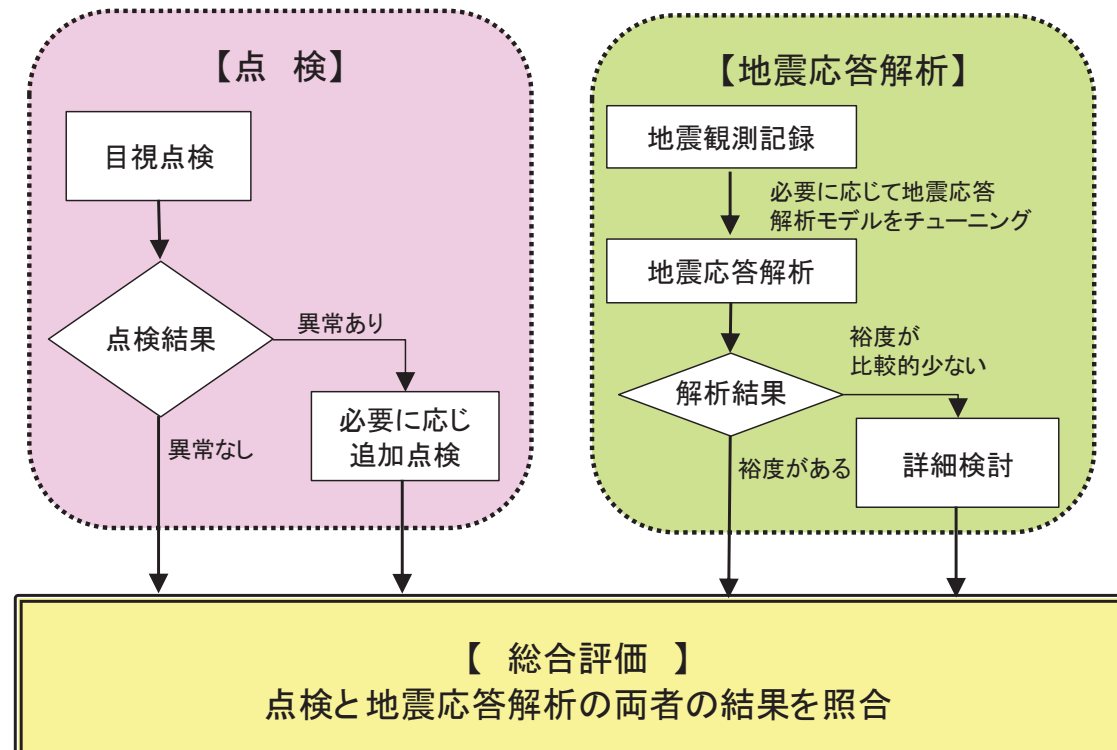 【点　検】
目視点検
点検結果
異常あり
異常なし
必要に応じ
追加点検
【地震応答解析】
地震観測記録
必要に応じて地震応答
解析モデルをチューニング
地震応答解析
解析結果
裕度が
比較的少ない
裕度がある
詳細検討
【　総合評価　】
点検と地震応答解析の両者の結果を照合